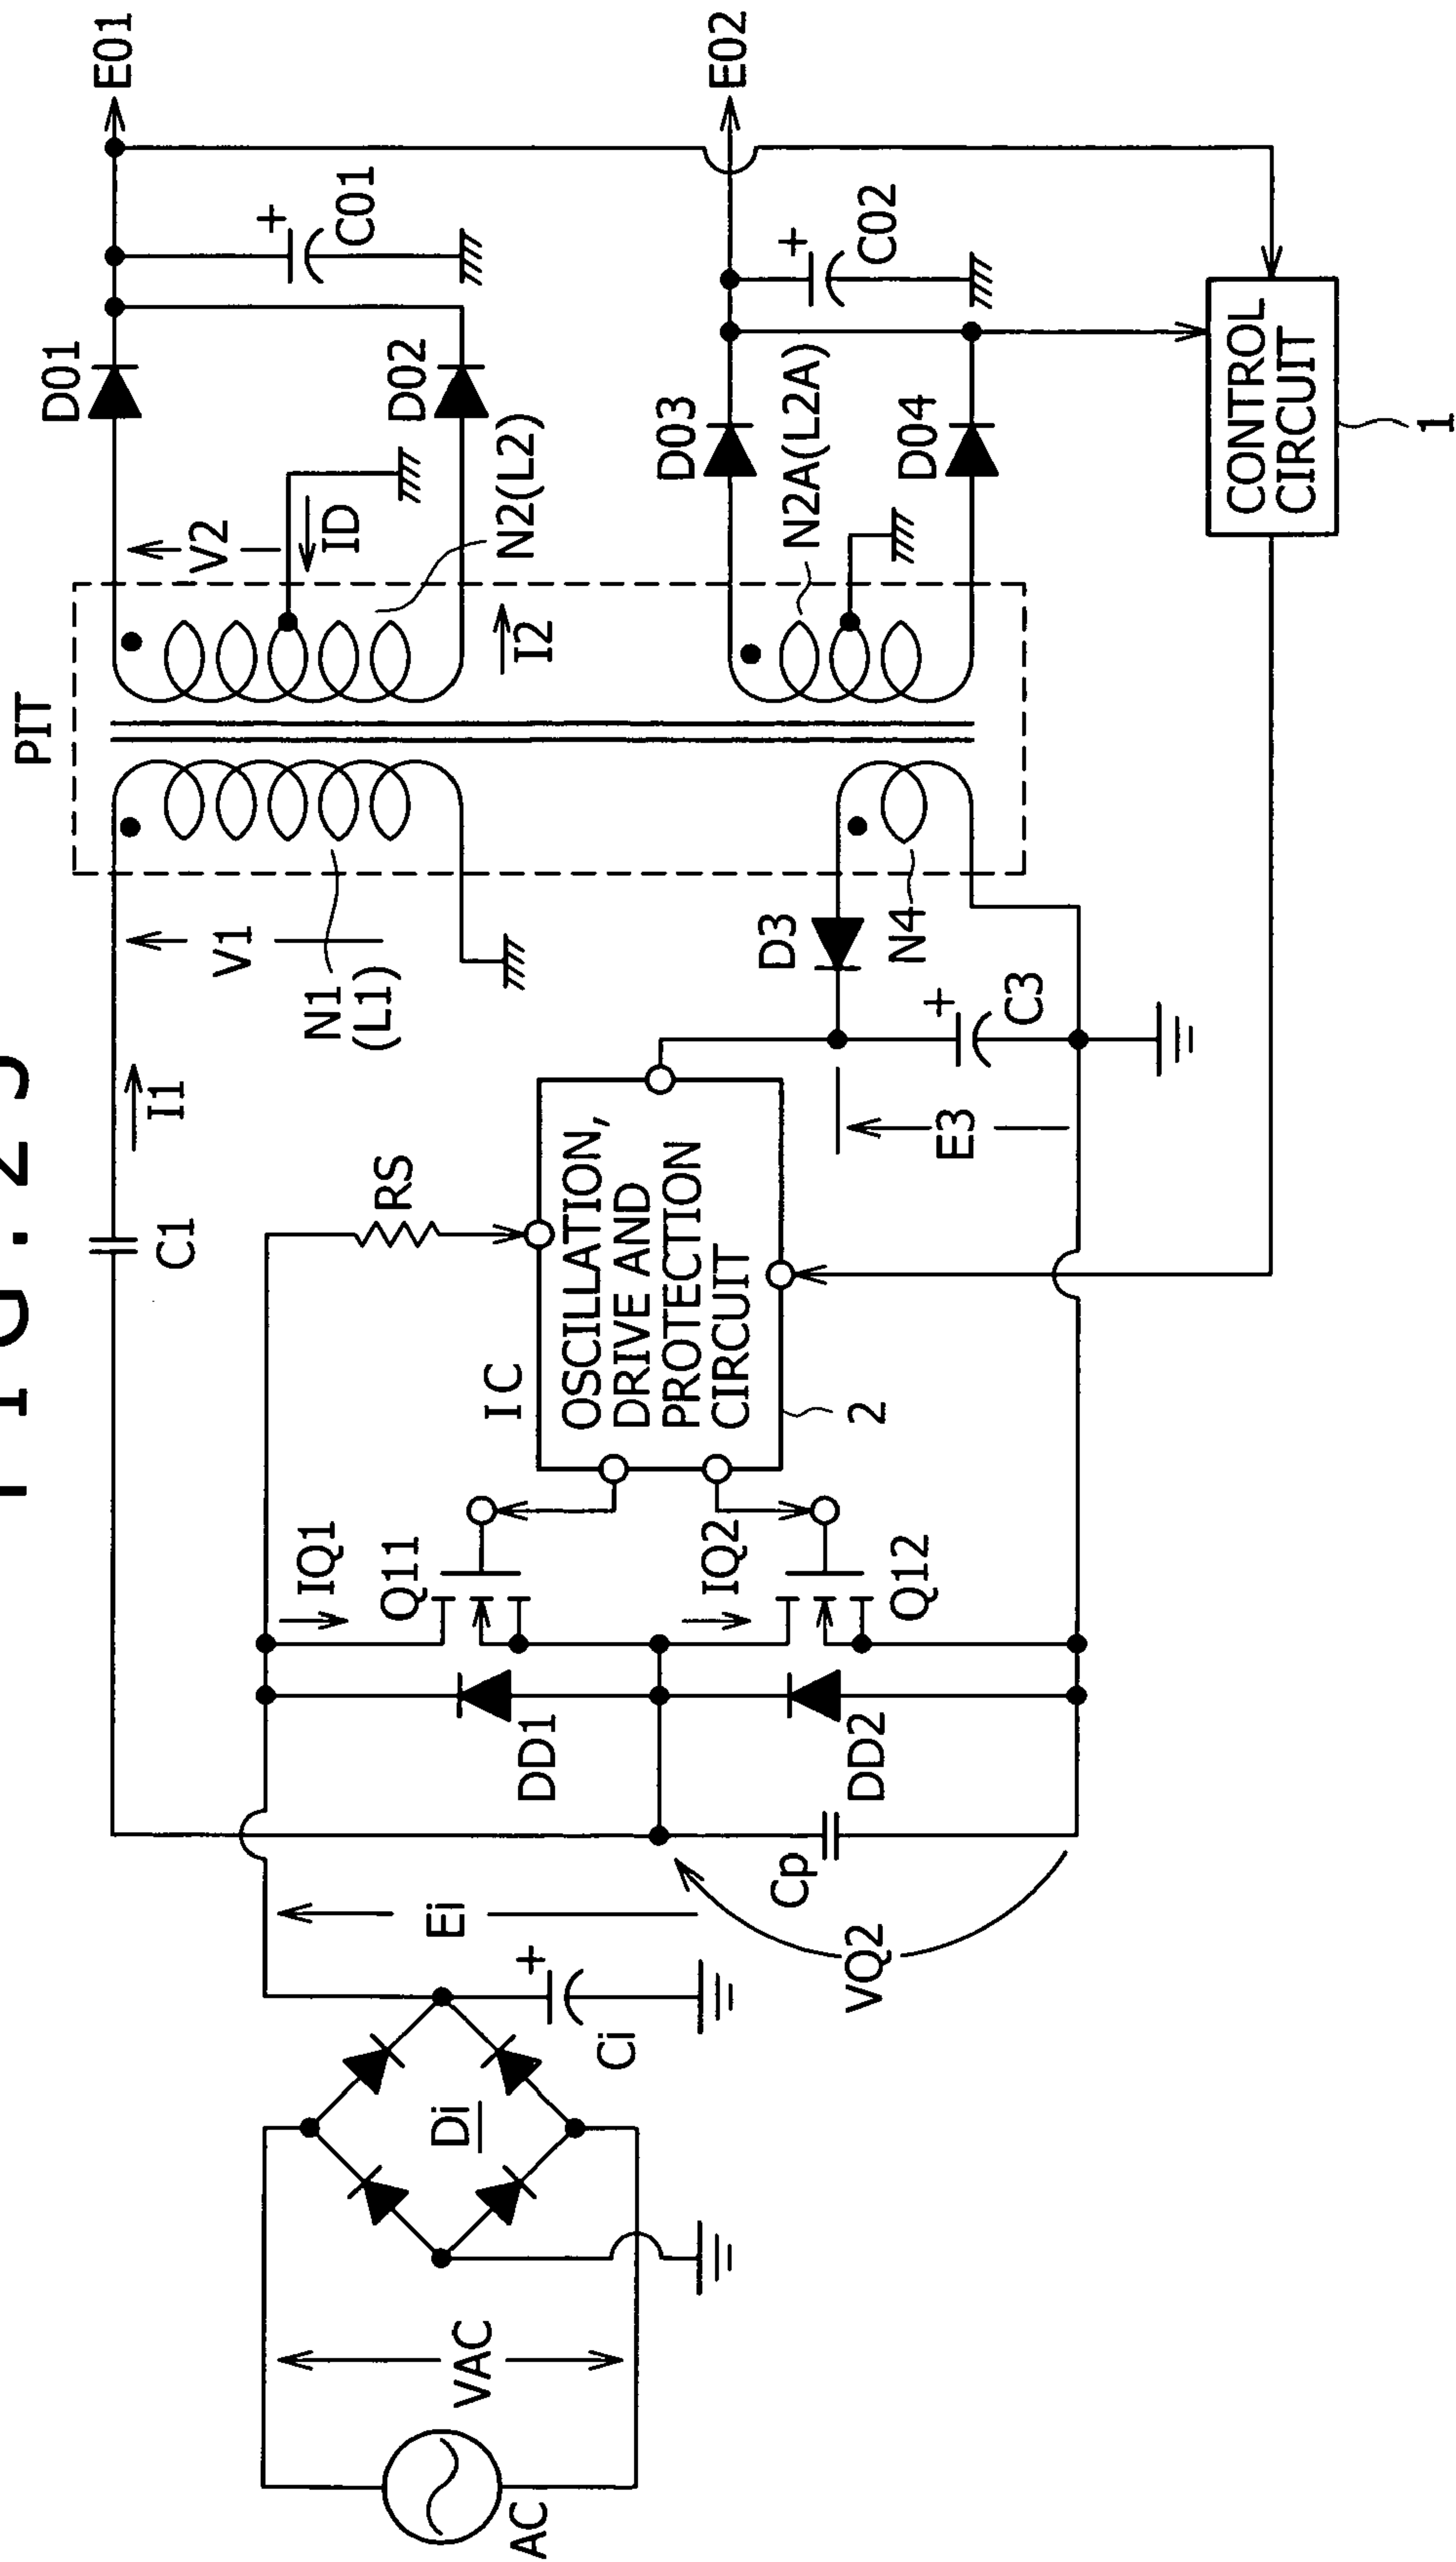 PIT
E01
D01
C01
+
D02
V2
ID
N2(L2)
I2
E02
D03
N2A(L2A)
C02
+
D04
CONTROL
CIRCUIT
1
C1
I1
V1
N1
(L1)
RS
D3
N4
+
C3
E3
IC
OSCILLATION,
DRIVE AND
PROTECTION
CIRCUIT
2
IQ1
Q11
IQ2
Q12
DD1
DD2
Cp
VQ2
Ei
+
Ci
Di
VAC
AC